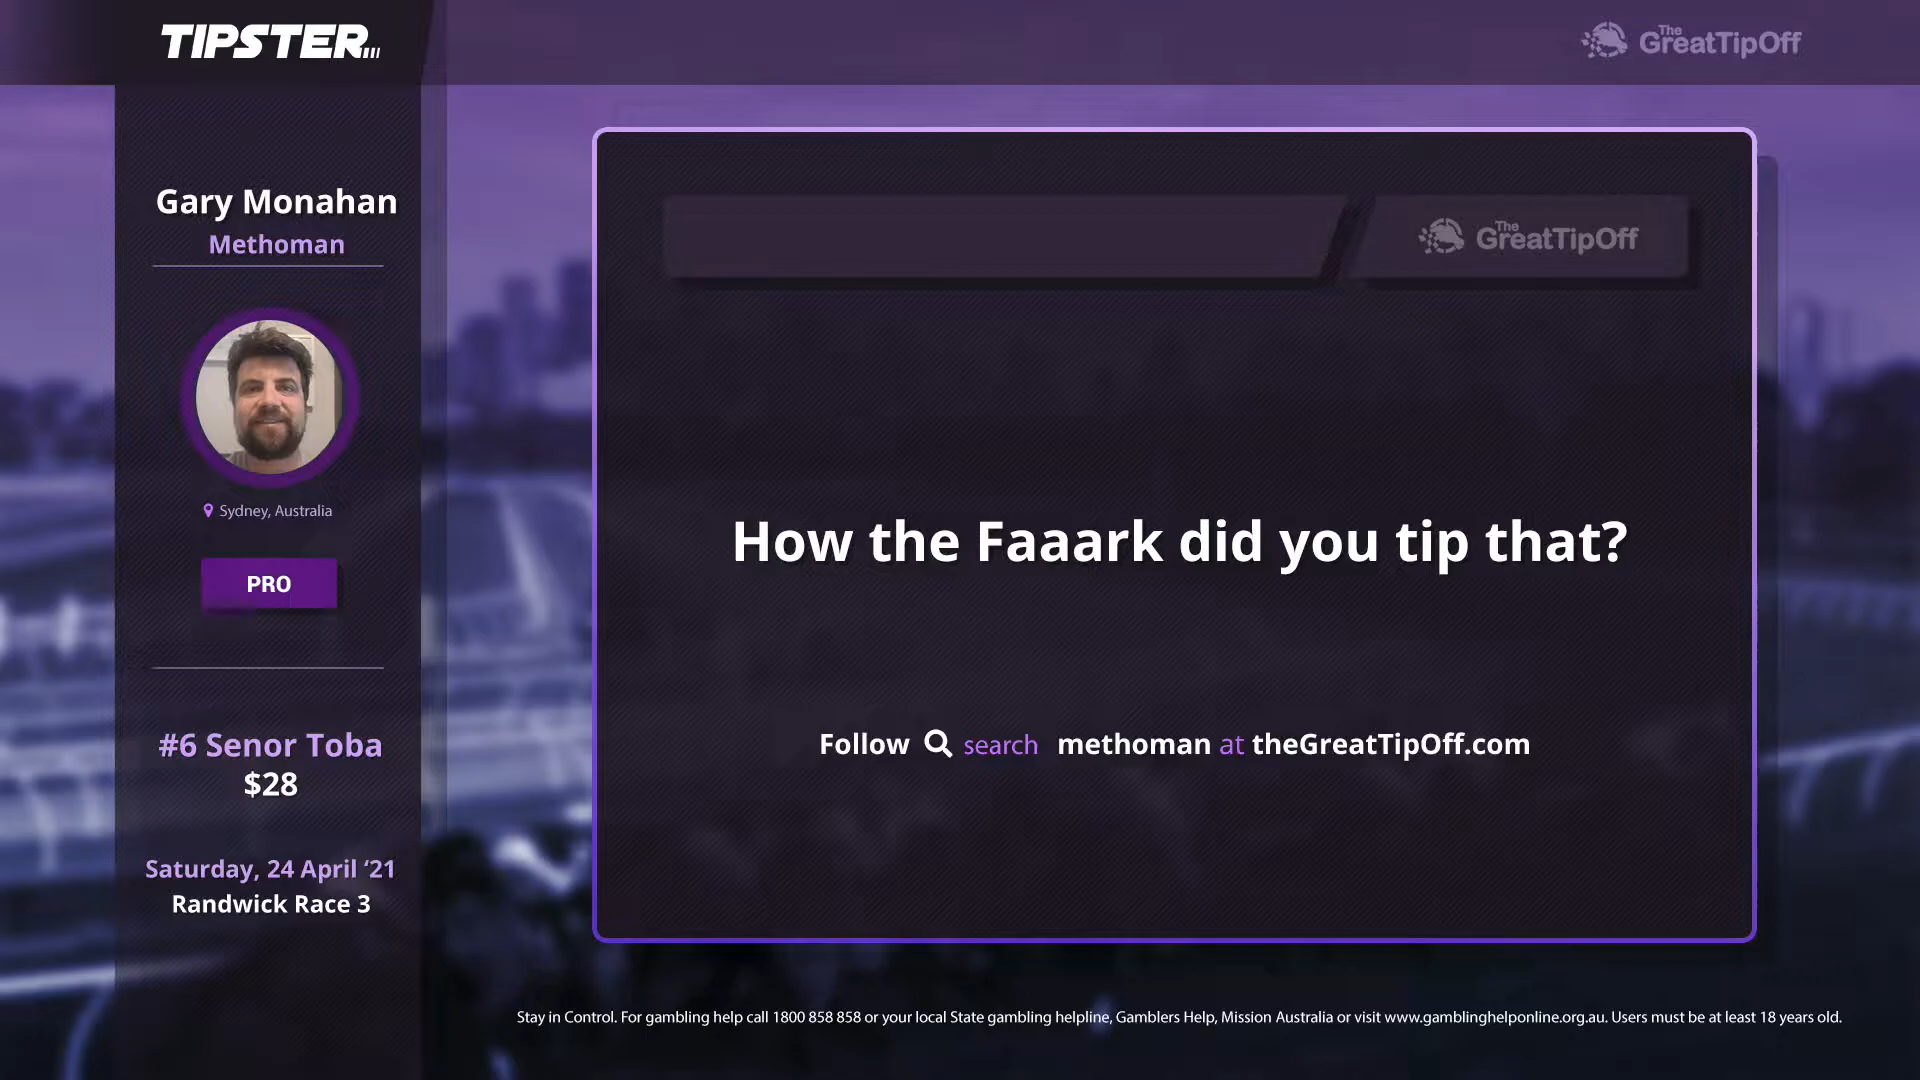 TIPSTER
The GreatTipOff
Gary Monahan
Methoman
Sydney, Australia
PRO
#6 Senor Toba
$28
Saturday, 24 April ‘21
Randwick Race 3
The GreatTipOff
How the Faaark did you tip that?
Follow search methoman at theGreatTipOff.com
Stay in Control. For gambling help call 1800 858 858 or your local State gambling helpline, Gamblers Help, Mission Australia or visit www.gamblinghelponline.org.au. Users must be at least 18 years old.